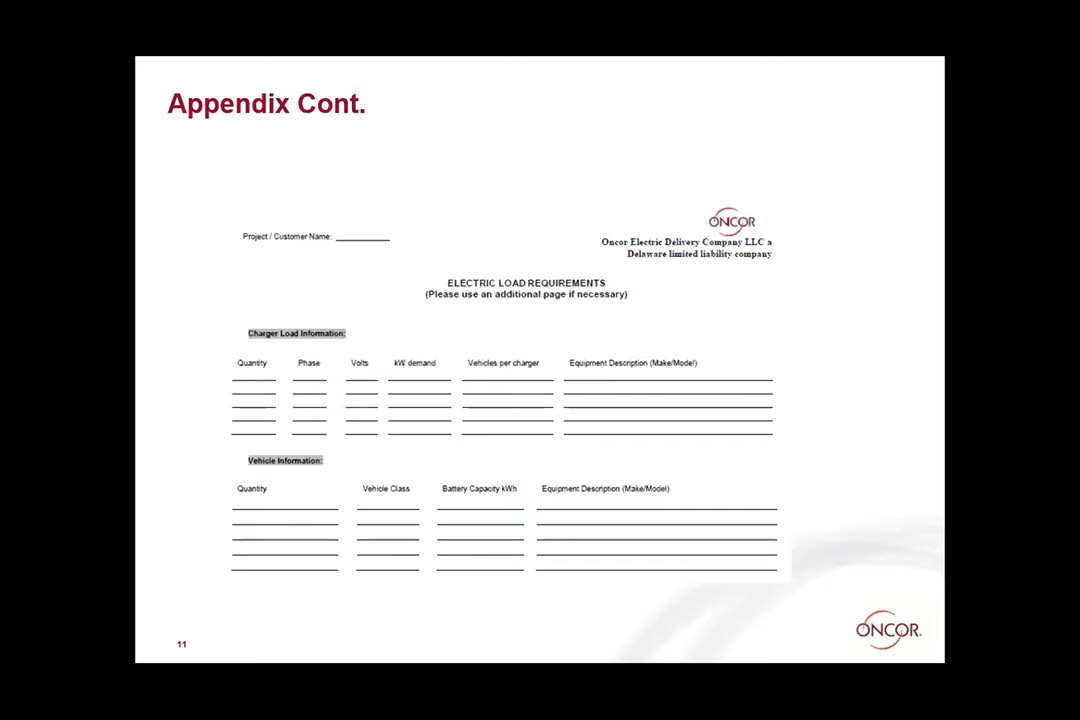 Appendix Cont.
ONCOR
Project / Customer Name: __________
Oncor Electric Delivery Company LLC a
Delaware limited liability company
ELECTRIC LOAD REQUIREMENTS
(Please use an additional page if necessary)
Charger Load Information:
Quantity Phase Volts kW demand Vehicles per charger Equipment Description (Make/Model)
Vehicle Information:
Quantity Vehicle Class Battery Capacity kWh Equipment Description (Make/Model)
ONCOR.
11